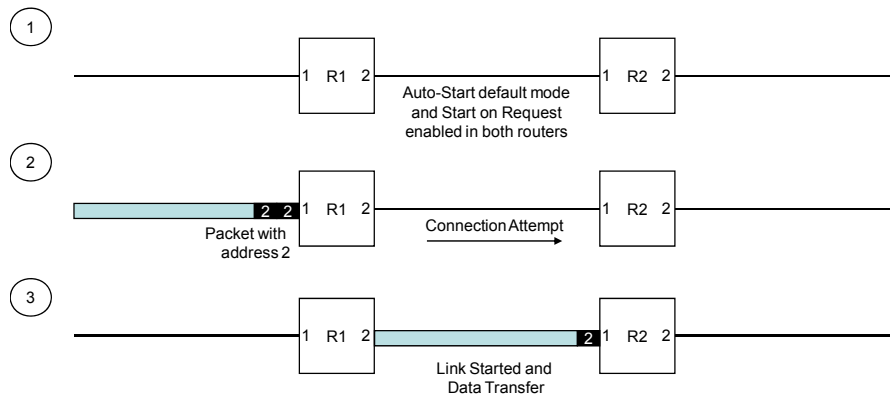 1
1 R1 2
1 R2 2
Auto-Start default mode
and Start on Request
enabled in both routers
2
2 2
1 R1 2
1 R2 2
Packet with
address 2
Connection Attempt
3
1 R1 2
2
1 R2 2
Link Started and
Data Transfer